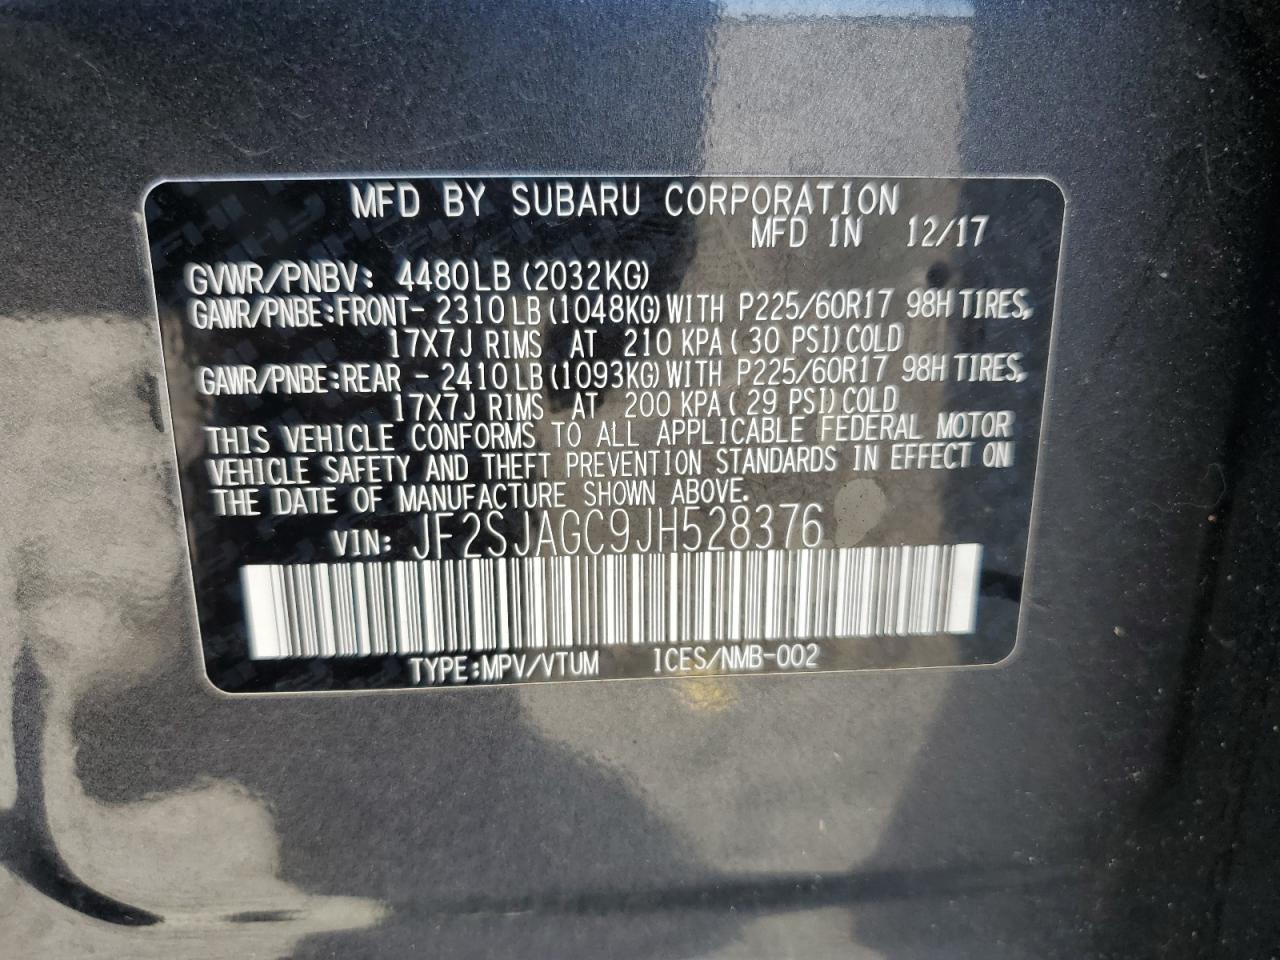 MFD BY SUBARU CORPORATION
MFD IN 12/17
GVWR/PNBV: 4480LB (2032KG)
GAWR/PNBE:FRONT- 2310LB (1048KG) WITH P225/60R17 98H TIRES,
17X7J RIMS AT 210 KPA (30 PSI) COLD
GAWR/PNBE:REAR - 2410LB (1093KG) WITH P225/60R17 98H TIRES,
17X7J RIMS AT 200 KPA (29 PSI) COLD
THIS VEHICLE CONFORMS TO ALL APPLICABLE FEDERAL MOTOR
VEHICLE SAFETY AND THEFT PREVENTION STANDARDS IN EFFECT ON
THE DATE OF MANUFACTURE SHOWN ABOVE.
VIN: JF2SJAGC9JH528376
TYPE:MPV/VTUM ICES/NMB-002